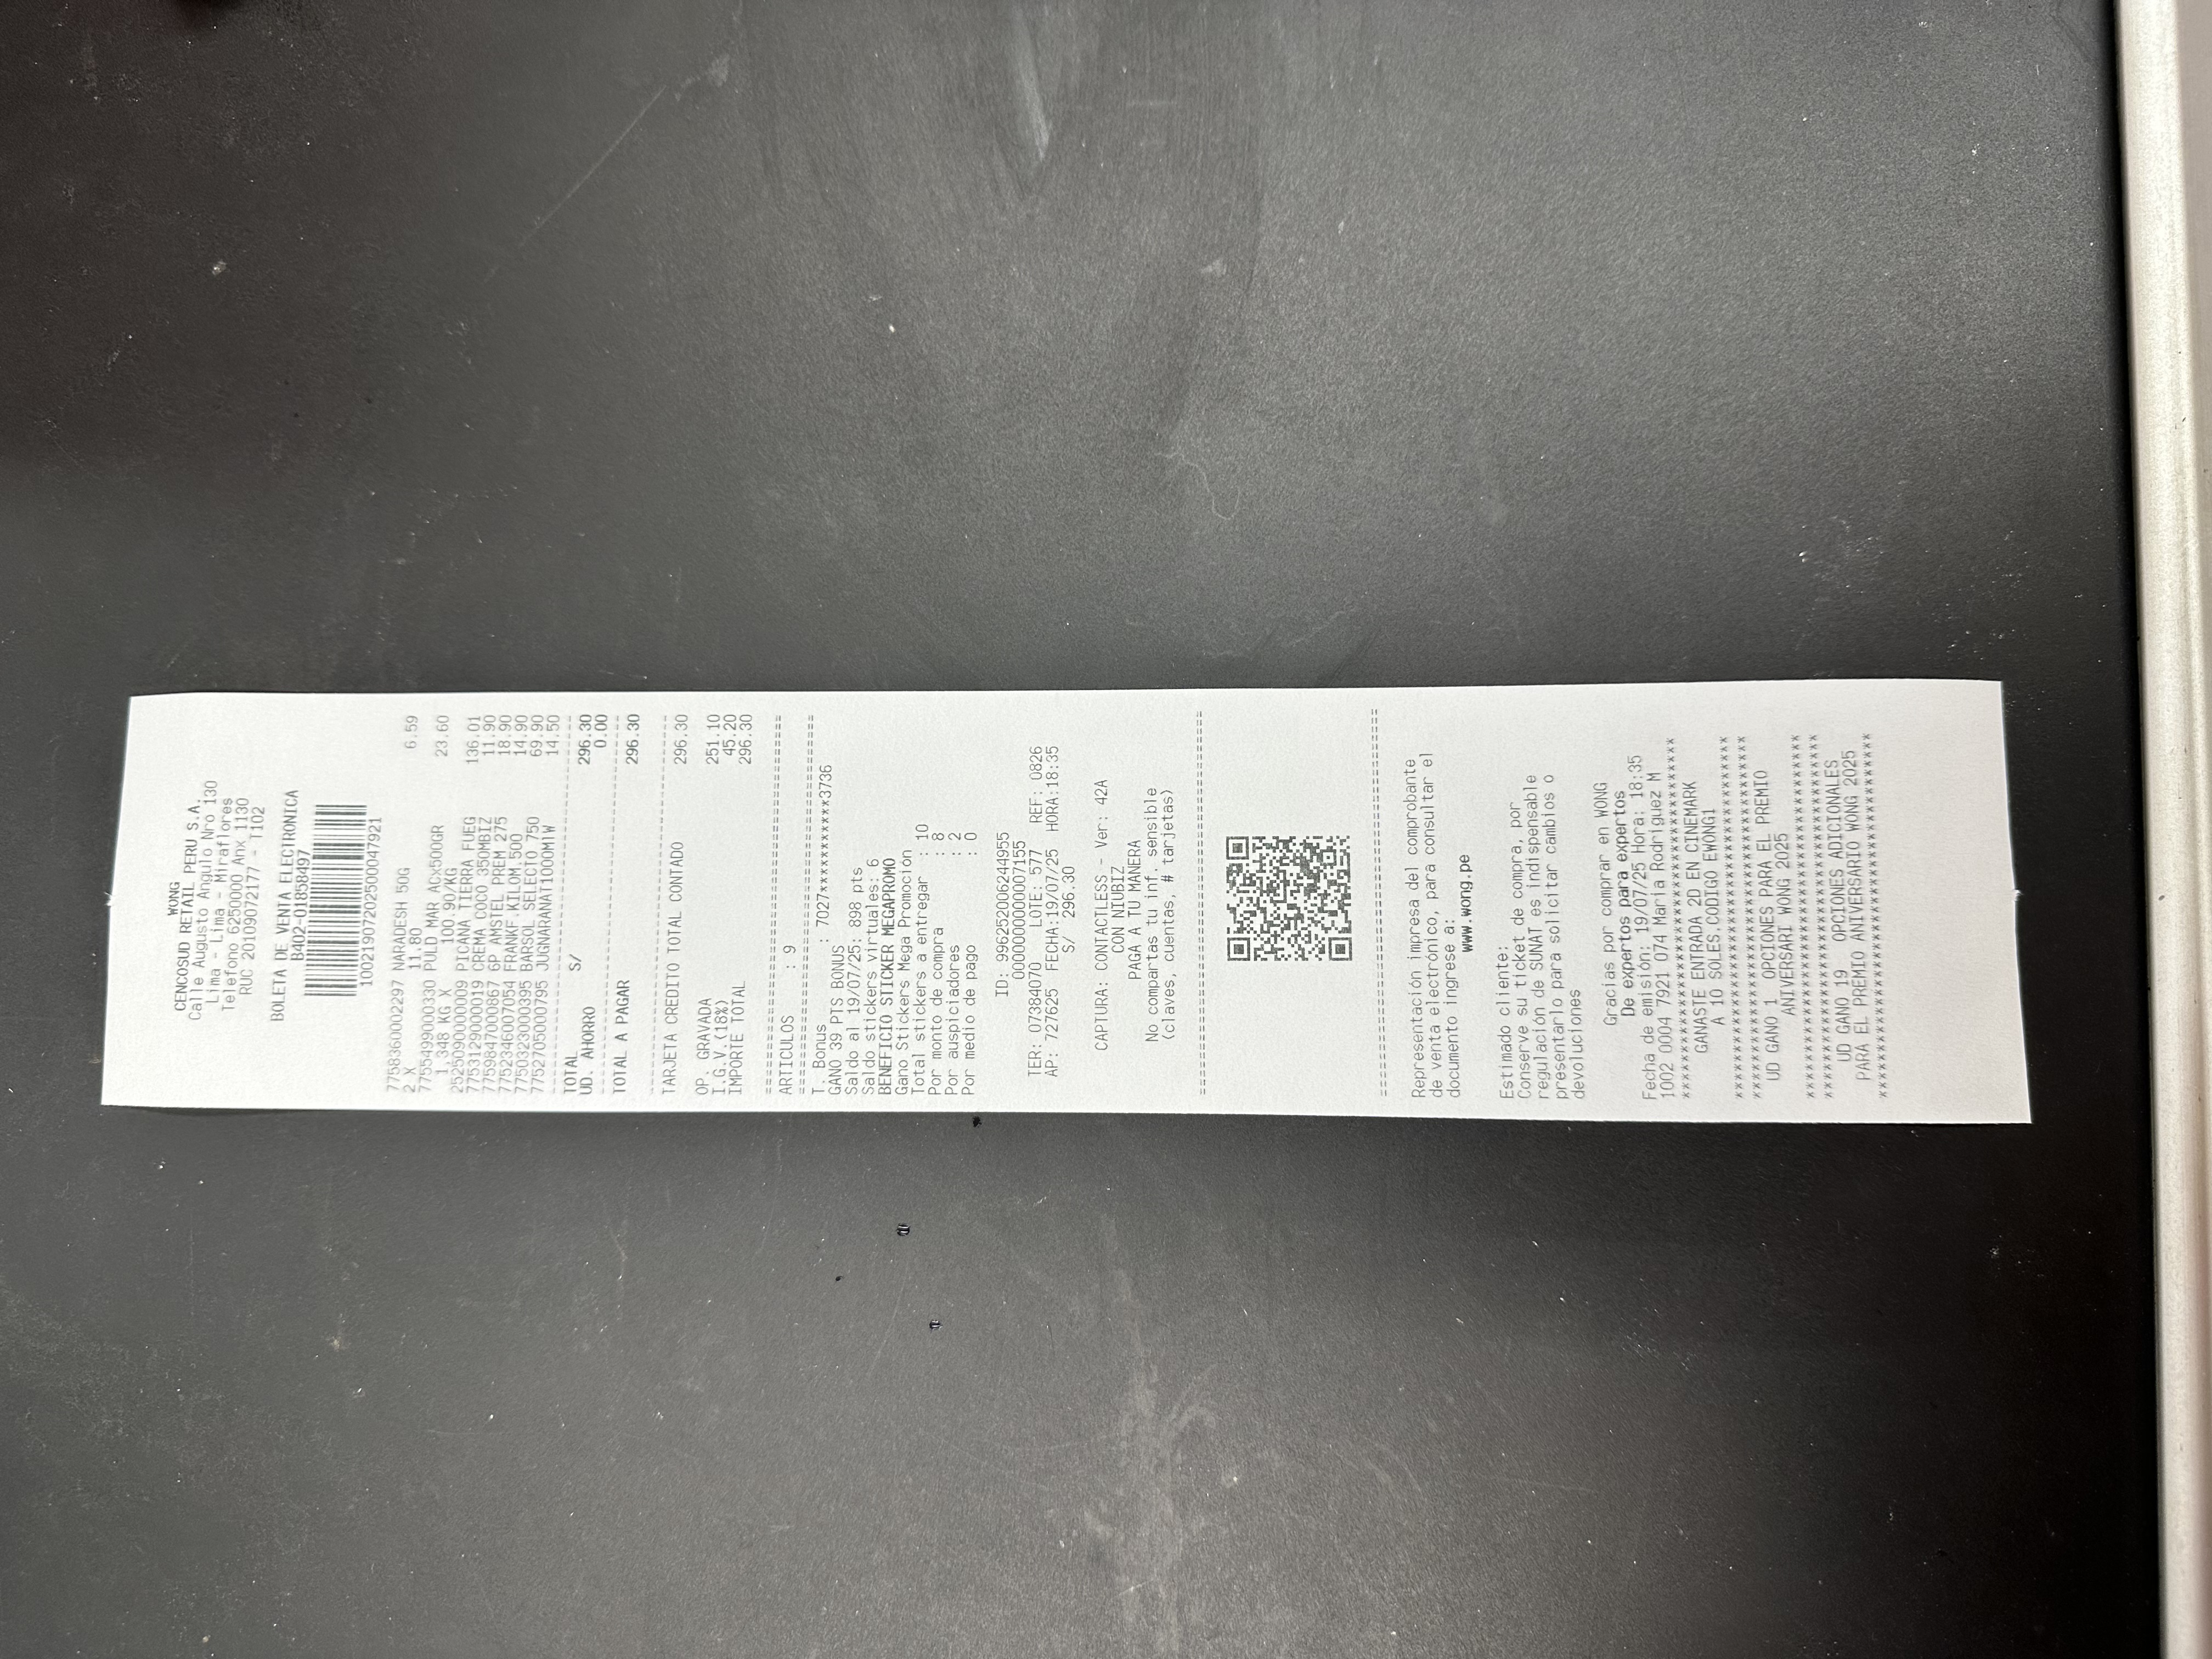 WONG
CENCOSUD RETAIL PERU S.A.
Calle Augusto Angulo Nro 130
Lima - Lima - Miraflores
Telefono 6250000 Anx 1130
RUC 20109072177 - T102
BOLETA DE VENTA ELECTRONICA
B402-01858497
10021907202500047921
7758360002297 NARADESH 50G 6.59
2 X 11.80
7755499000330 PULD MAR ACx500GR 23.60
1,348 KG X 100.90/KG
2525090000009 PICANA TIERRA FUEG 136.01
7753129000019 CREMA COCO 350MBIZ 11.90
7759847000867 6P AMSTEL PREM 275 18.90
7752346007054 FRANKF.KILOM.500 14.90
7750323000395 BARSOL SELECTO 750 69.90
7752705000795 JUGNARANAT1000MIW 14.50
TOTAL S/ 296.30
UD. AHORRO 0.00
TOTAL A PAGAR 296.30
TARJETA CREDITO TOTAL CONTADO 296.30
OP. GRAVADA 251.10
I.G.V.(18%) 45.20
IMPORTE TOTAL 296.30
ARTICULOS : 9
T. Bonus : 7027***********3736
GANO 39 PTS BONUS
Saldo al 19/07/25: 898 pts
Saldo stickers virtuales: 6
BENEFICIO STICKER MEGAPROMO
Gano Stickers Mega Promoción
Total stickers a entregar : 10
Por monto de compra : 8
Por auspiciadores : 2
Por medio de pago : 0
ID: 996252006244955
0000000000007155
TER: 07384070 LOTE: 577 REF: 0826
AP: 727625 FECHA:19/07/25 HORA:18:35
S/ 296.30
CAPTURA: CONTACTLESS - Ver: 42A
CON NIUBIZ
PAGA A TU MANERA
No compartas tu inf. sensible
(claves, cuentas, # tarjetas)
Representación impresa del comprobante
de venta electrónico, para consultar el
documento ingrese a:
www.wong.pe
Estimado cliente:
Conserve su ticket de compra, por
regulación de SUNAT es indispensable
presentarlo para solicitar cambios o
devoluciones
Gracias por comprar en WONG
De expertos para expertos
Fecha de emisión: 19/07/25 Hora: 18:35
1002 0004 7921 074 Maria Rodriguez M
****************************************
GANASTE ENTRADA 2D EN CINEMARK
A 10 SOLES.CODIGO EWONG1
****************************************
****************************************
UD GANO 1 OPCIONES PARA EL PREMIO
ANIVERSARI WONG 2025
****************************************
****************************************
UD GANO 19 OPCIONES ADICIONALES
PARA EL PREMIO ANIVERSARIO WONG 2025
****************************************